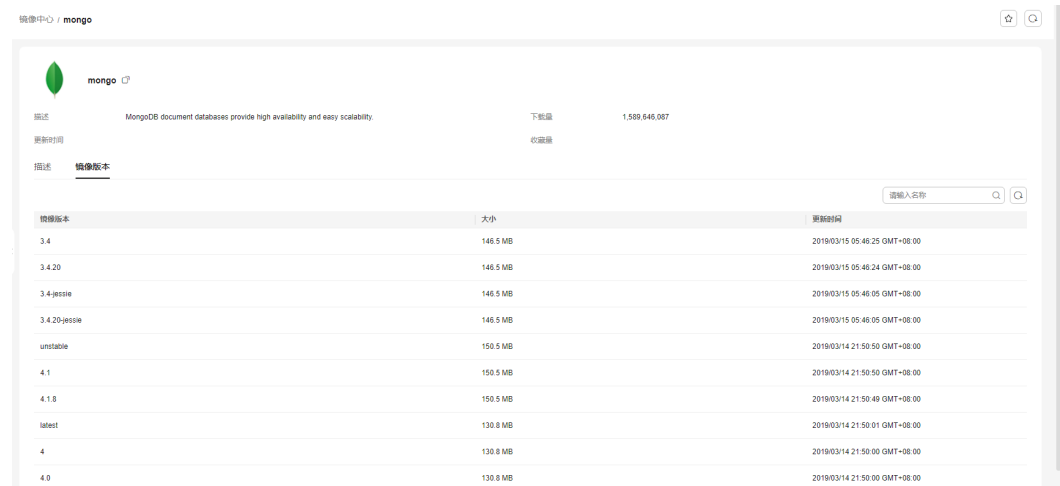 镜像中心 / mongo
mongo
描述 MongoDB document databases provide high availability and easy scalability. 下载量 1,589,646,087
更新时间 收藏量
描述 镜像版本
请输入名称
镜像版本 大小 更新时间
3.4 146.5 MB 2019/03/15 05:46:25 GMT+08:00
3.4.20 146.5 MB 2019/03/15 05:46:24 GMT+08:00
3.4-jessie 146.5 MB 2019/03/15 05:46:05 GMT+08:00
3.4.20-jessie 146.5 MB 2019/03/15 05:46:05 GMT+08:00
unstable 150.5 MB 2019/03/14 21:50:50 GMT+08:00
4.1 150.5 MB 2019/03/14 21:50:50 GMT+08:00
4.1.8 150.5 MB 2019/03/14 21:50:49 GMT+08:00
latest 130.8 MB 2019/03/14 21:50:01 GMT+08:00
4 130.8 MB 2019/03/14 21:50:00 GMT+08:00
4.0 130.8 MB 2019/03/14 21:50:00 GMT+08:00